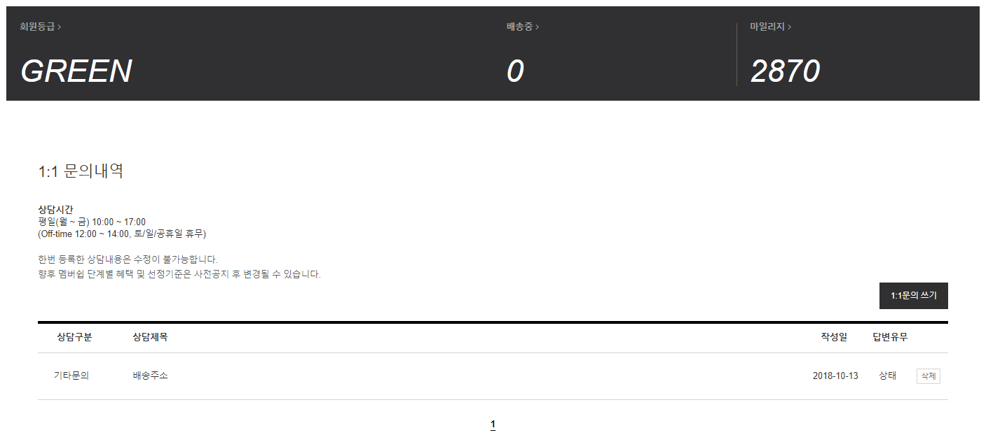 회원등급 >
배송중 >
마일리지 >
GREEN
0
2870
1:1 문의내역
상담시간
평일(월 ~ 금) 10:00 ~ 17:00
(Off-time 12:00 ~ 14:00, 토/일/공휴일 휴무)
한번 등록한 상담내용은 수정이 불가능합니다.
향후 멤버쉽 단계별 혜택 및 선정기준은 사전공지 후 변경될 수 있습니다.
1:1문의 쓰기
상담구분 상담제목 작성일 답변유무
기타문의 배송주소 2018-10-13 상태 삭제
1